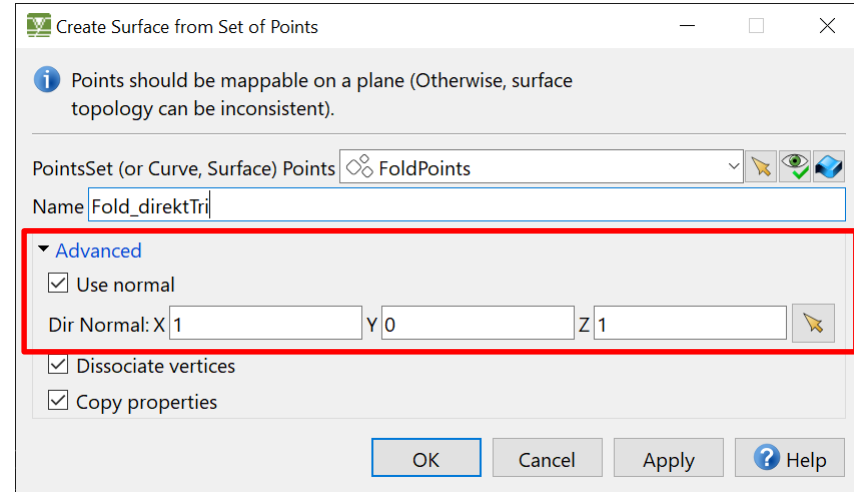 Create Surface from Set of Points
Points should be mappable on a plane (Otherwise, surface
topology can be inconsistent).
PointsSet (or Curve, Surface) Points FoldPoints
Name Fold_direktTri
Advanced
Use normal
Dir Normal: X 1 Y 0 Z 1
Dissociate vertices
Copy properties
OK Cancel Apply Help